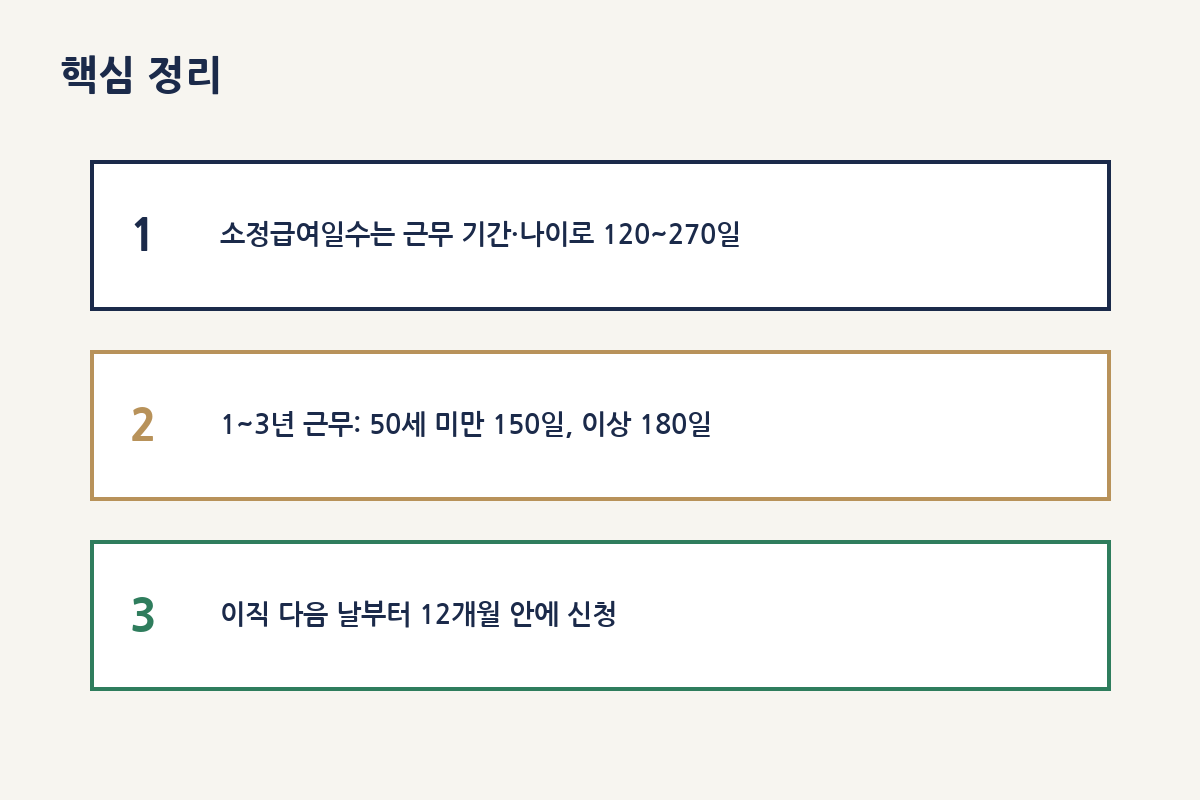 핵심 정리
1
소정급여일수는 근무 기간·나이로 120~270일
2
1~3년 근무: 50세 미만 150일, 이상 180일
3
이직 다음 날부터 12개월 안에 신청